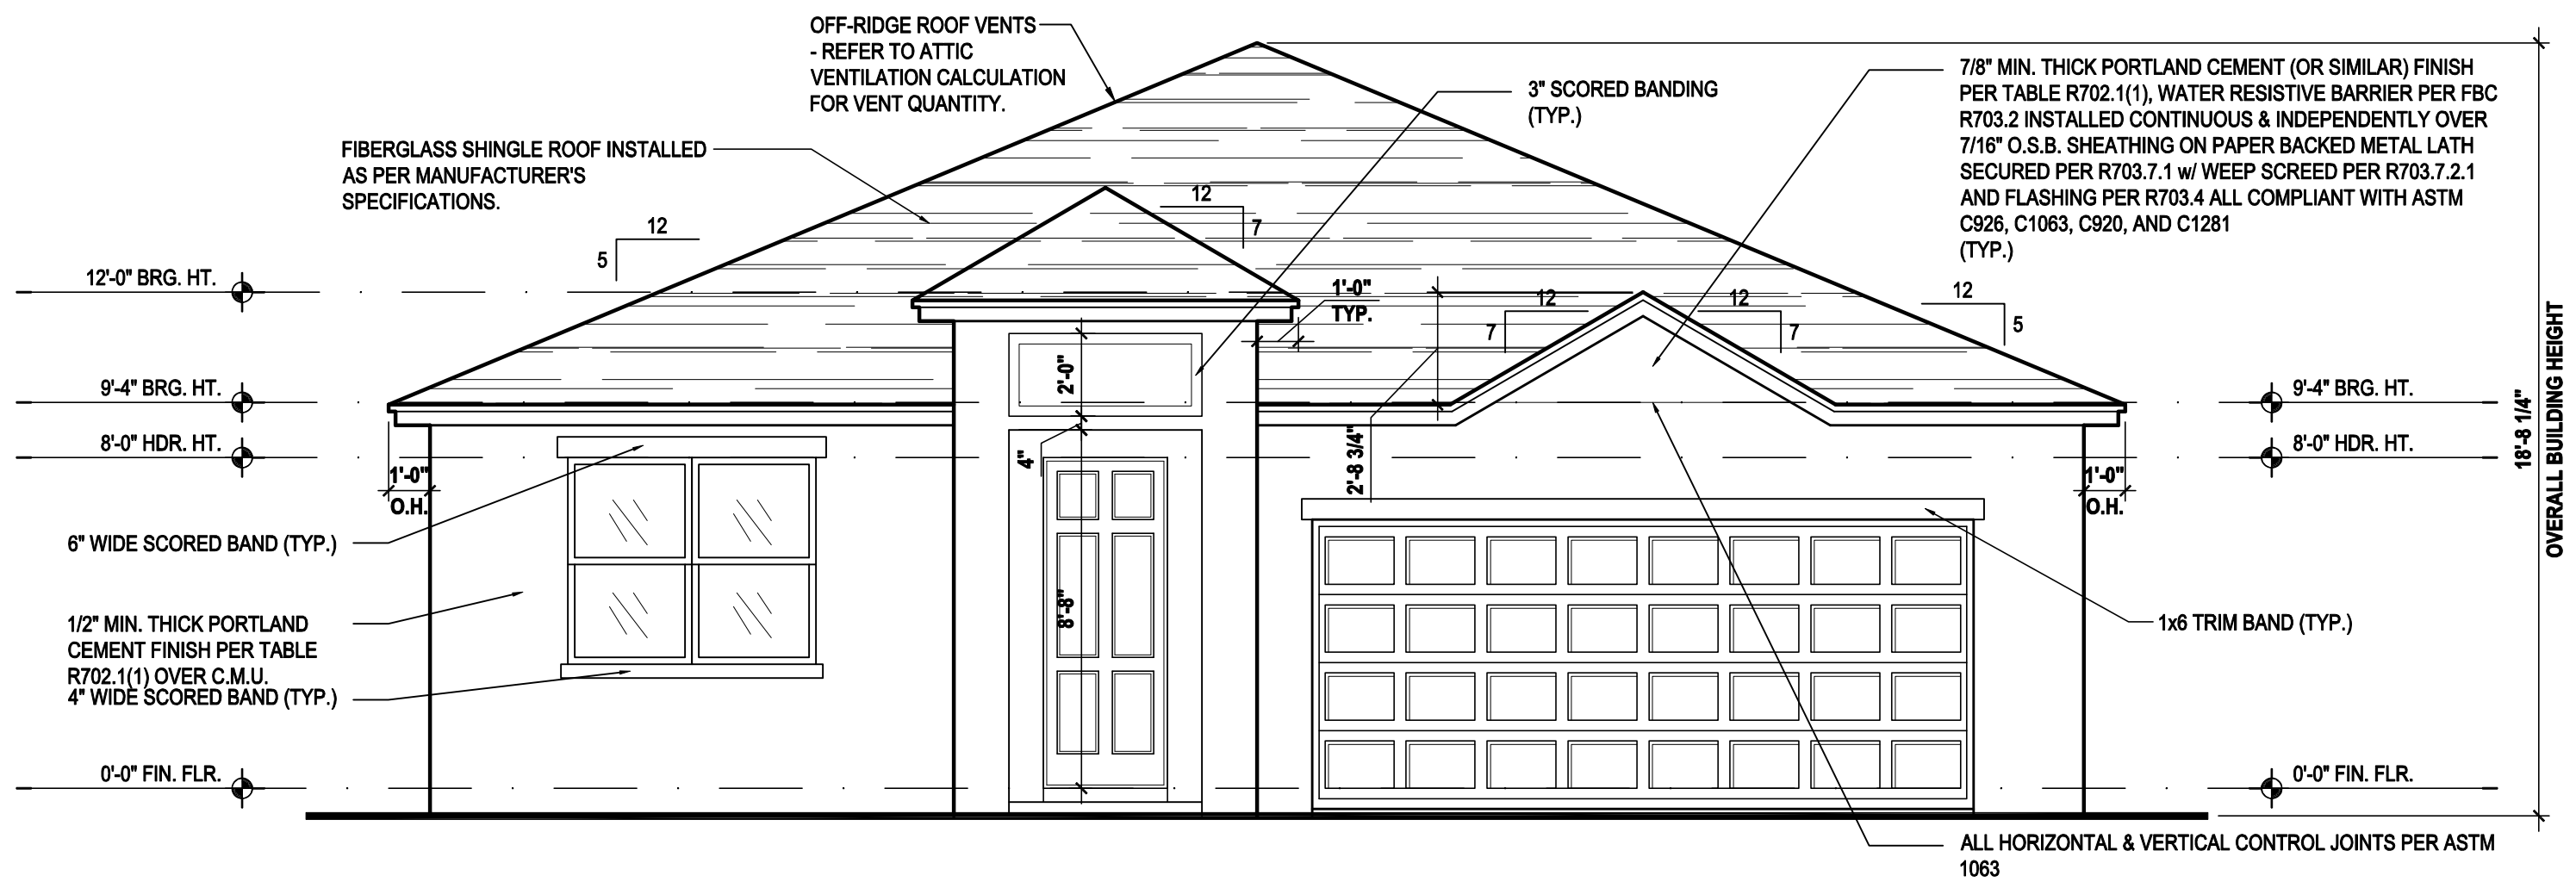 OFF-RIDGE ROOF VENTS
- REFER TO ATTIC
VENTILATION CALCULATION
FOR VENT QUANTITY.
3" SCORED BANDING
(TYP.)
7/8" MIN. THICK PORTLAND CEMENT (OR SIMILAR) FINISH
PER TABLE R702.1(1), WATER RESISTIVE BARRIER PER FBC
R703.2 INSTALLED CONTINUOUS & INDEPENDENTLY OVER
7/16" O.S.B. SHEATHING ON PAPER BACKED METAL LATH
SECURED PER R703.7.1 w/ WEEP SCREED PER R703.7.2.1
AND FLASHING PER R703.4 ALL COMPLIANT WITH ASTM
C926, C1063, C920, AND C1281
(TYP.)
FIBERGLASS SHINGLE ROOF INSTALLED
AS PER MANUFACTURER'S
SPECIFICATIONS.
12
5
12
7
12
7
12
7
12
5
12'-0" BRG. HT.
9'-4" BRG. HT.
8'-0" HDR. HT.
1'-0"
O.H.
1'-0"
TYP.
2'-0"
4"
8'-8"
2'-8 3/4"
9'-4" BRG. HT.
8'-0" HDR. HT.
1'-0"
O.H.
18'-8 1/4"
OVERALL BUILDING HEIGHT
6" WIDE SCORED BAND (TYP.)
1/2" MIN. THICK PORTLAND
CEMENT FINISH PER TABLE
R702.1(1) OVER C.M.U.
4" WIDE SCORED BAND (TYP.)
1x6 TRIM BAND (TYP.)
0'-0" FIN. FLR.
0'-0" FIN. FLR.
ALL HORIZONTAL & VERTICAL CONTROL JOINTS PER ASTM
1063